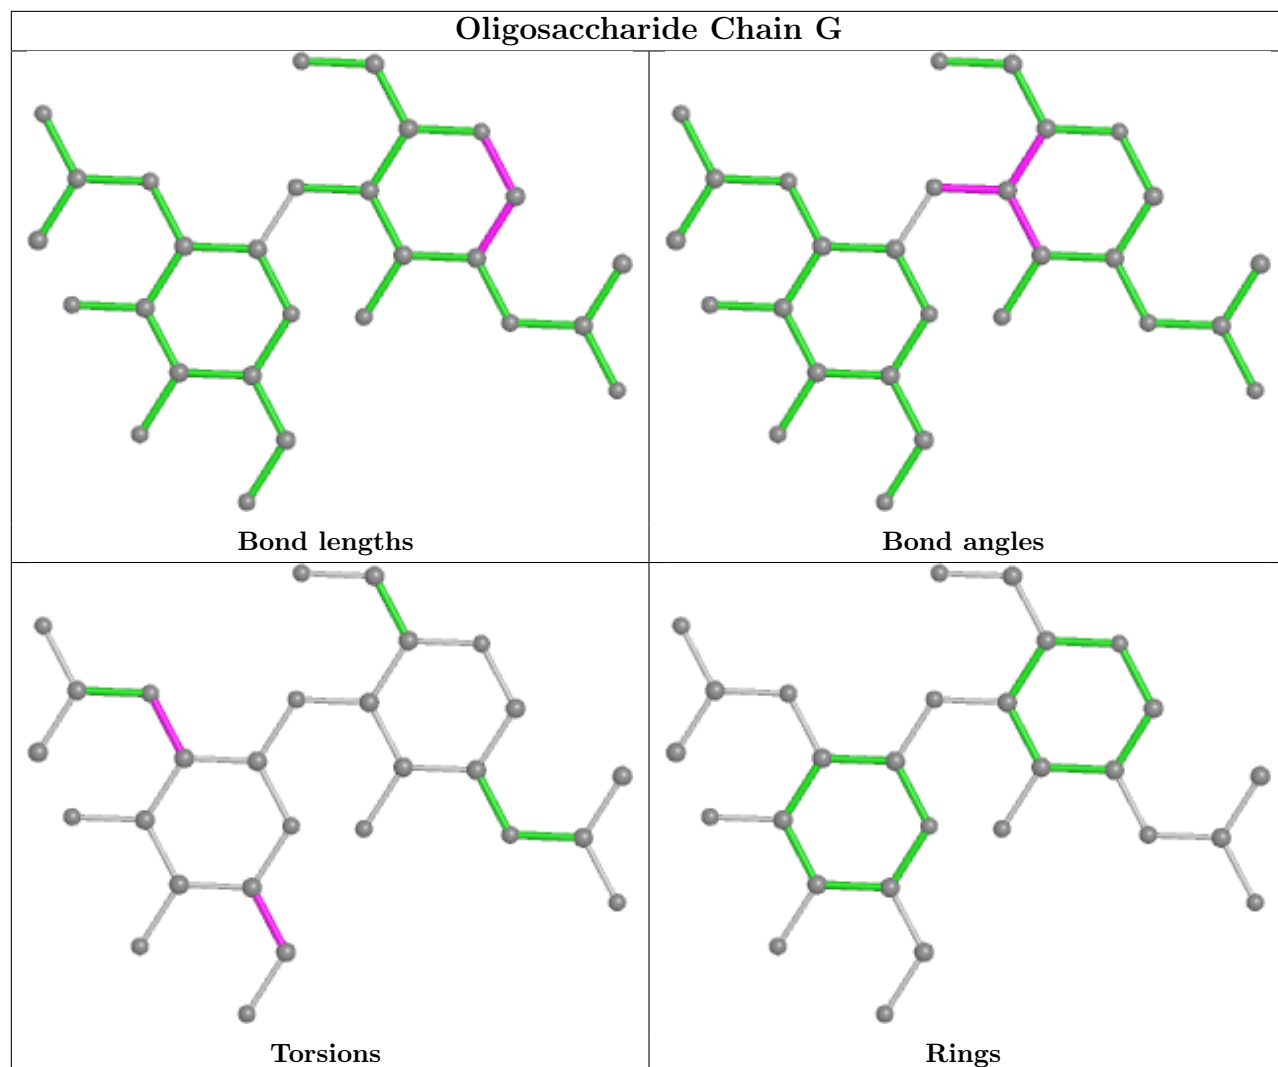 Oligosaccharide Chain G
Bond lengths
Bond angles
Torsions
Rings